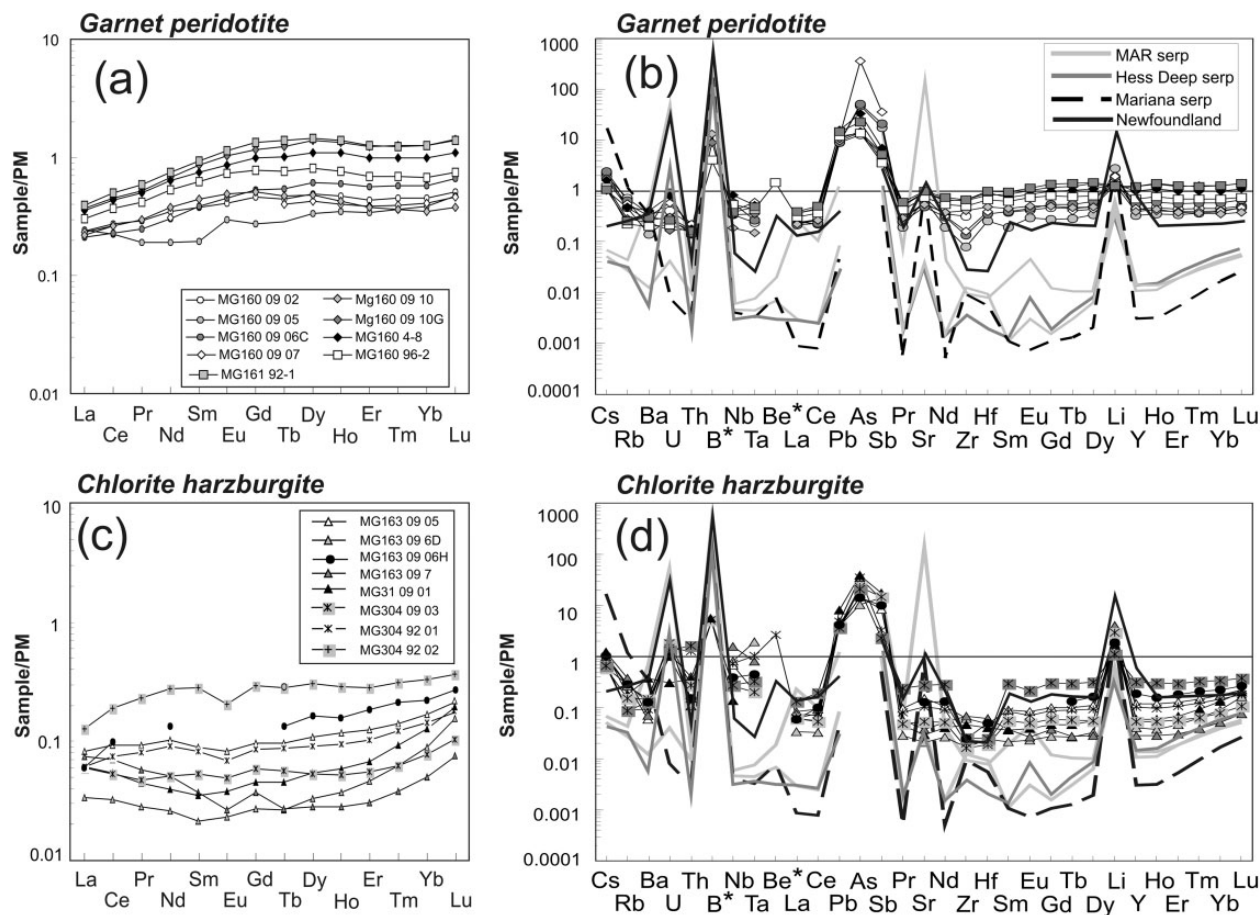 Garnet peridotite
(a)
Sample/PM
10
1
0.1
0.01
MG160 09 02
MG160 09 05
MG160 09 06C
MG160 09 07
MG161 92-1
Mg160 09 10
Mg160 09 10G
MG160 4-8
MG160 96-2
La Pr Sm Gd Dy Er Yb
Ce Nd Eu Tb Ho Tm Lu
Garnet peridotite
(b)
Sample/PM
1000
100
10
1
0.1
0.01
0.001
0.0001
MAR serp
Hess Deep serp
Mariana serp
Newfoundland
Cs Ba Th Nb Be* Ce As Pr Nd Hf Eu Tb Li Ho Tm Lu
Rb U B* Ta La Pb Sb Sr Zr Sm Gd Dy Y Er Yb
Chlorite harzburgite
(c)
Sample/PM
10
1
0.1
0.01
MG163 09 05
MG163 09 6D
MG163 09 06H
MG163 09 7
MG31 09 01
MG304 09 03
MG304 92 01
MG304 92 02
La Pr Sm Gd Dy Er Yb
Ce Nd Eu Tb Ho Tm Lu
Chlorite harzburgite
(d)
Sample/PM
1000
100
10
1
0.1
0.01
0.001
0.0001
Cs Ba Th Nb Be* Ce As Pr Nd Hf Eu Tb Li Ho Tm Lu
Rb U B* Ta La Pb Sb Sr Zr Sm Gd Dy Y Er Yb